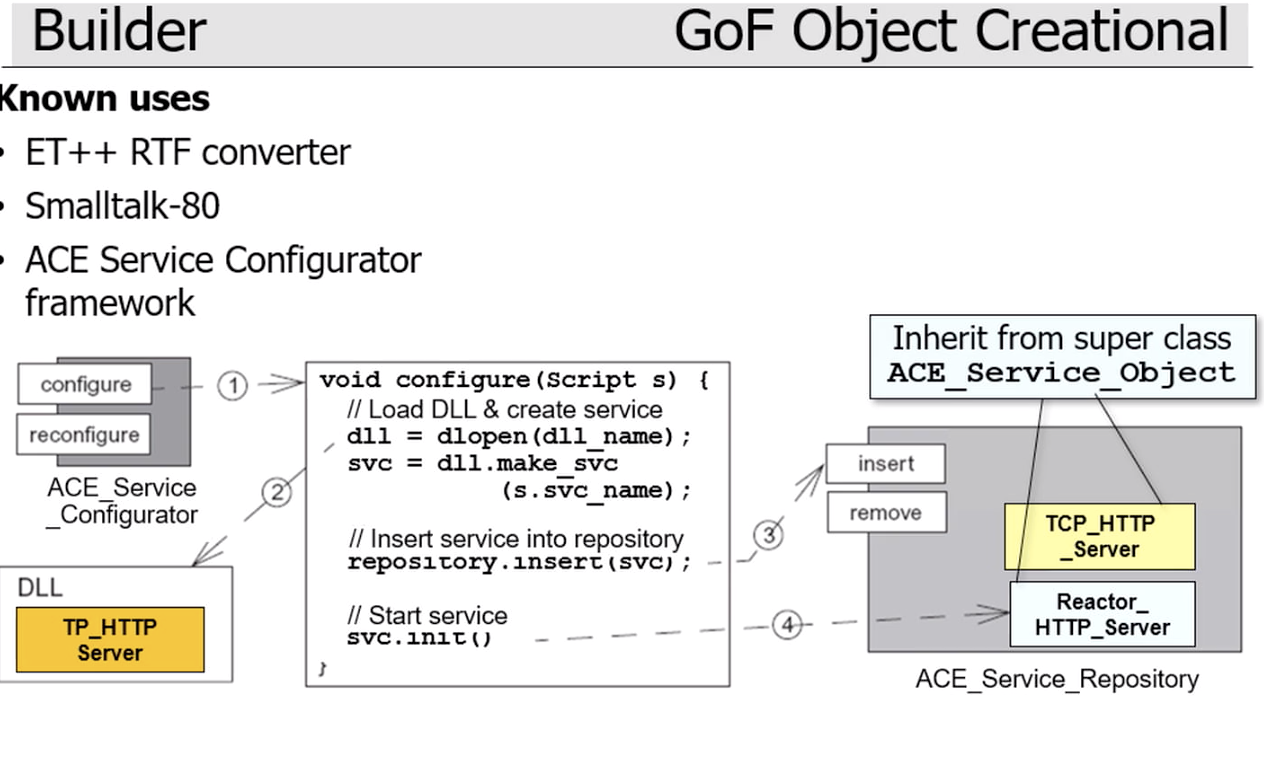 Builder
GoF Object Creational
Known uses
• ET++ RTF converter
• Smalltalk-80
• ACE Service Configurator
framework
Inherit from super class
ACE_Service_Object
configure
reconfigure
ACE_Service
_Configurator
1
2
DLL
TP_HTTP
Server
void configure(Script s) {
// Load DLL & create service
dll = dlopen(dll_name);
svc = dll.make_svc
(s.svc_name);
// Insert service into repository
repository.insert(svc);
// Start service
svc.init()
}
3
4
insert
remove
TCP_HTTP
_Server
Reactor_
HTTP_Server
ACE_Service_Repository